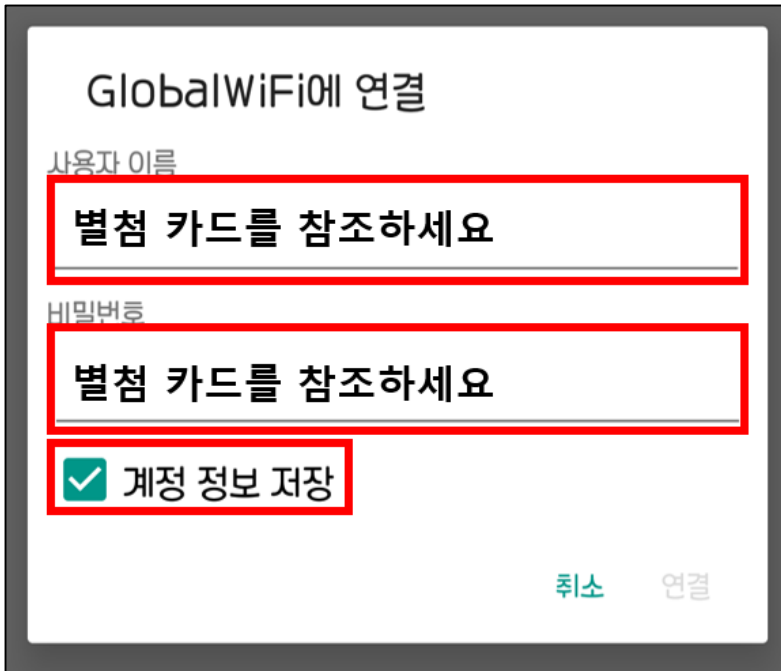 GlobalWiFi에 연결
사용자 이름
별첨 카드를 참조하세요
비밀번호
별첨 카드를 참조하세요
계정 정보 저장
취소 연결